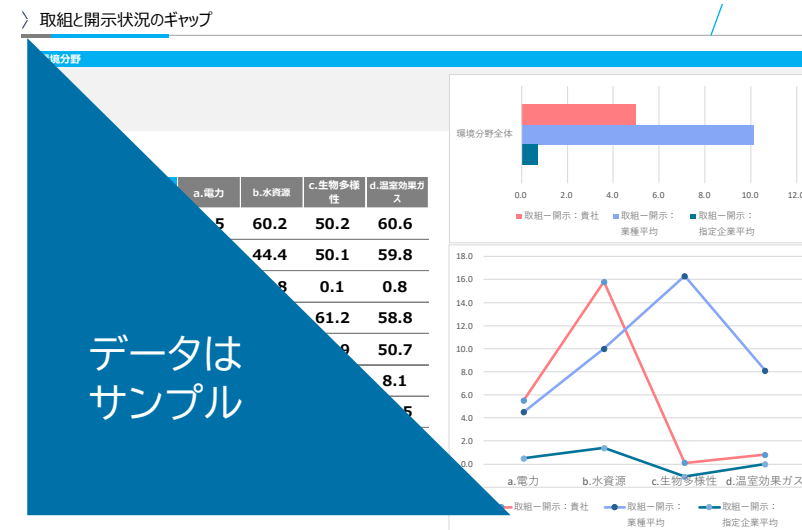 取組と開示状況のギャップ
環境分野
a.電力 b.水資源 c.生物多様性 d.温室効果ガス
5 60.2 50.2 60.6
44.4 50.1 59.8
8 0.1 0.8
61.2 58.8
9 50.7
8.1
5
データは
サンプル
環境分野全体
0.0 2.0 4.0 6.0 8.0 10.0 12.0
取組ー開示：貴社 取組ー開示：業種平均 取組ー開示：指定企業平均
18.0
16.0
14.0
12.0
10.0
8.0
6.0
4.0
2.0
0.0
a.電力 b.水資源 c.生物多様性 d.温室効果ガス
取組ー開示：貴社 取組ー開示：業種平均 取組ー開示：指定企業平均